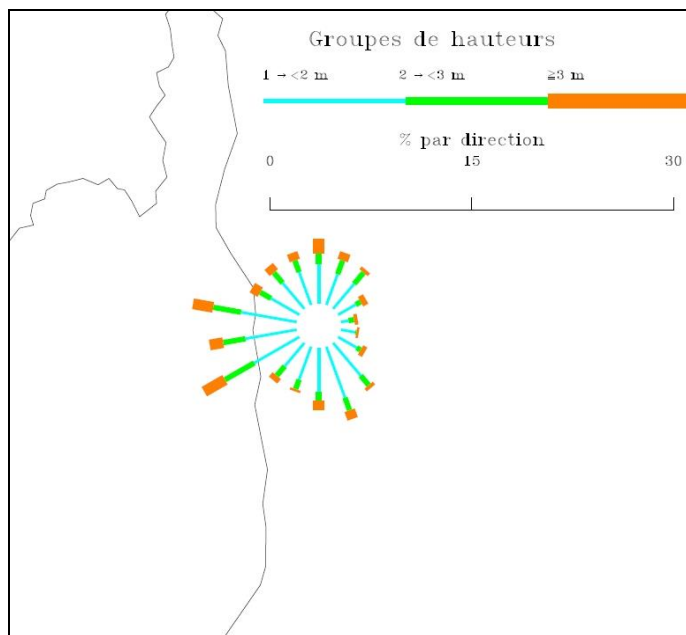 Groupes de hauteurs
1 → <2 m 2 → <3 m ≧3 m
% par direction
0 15 30